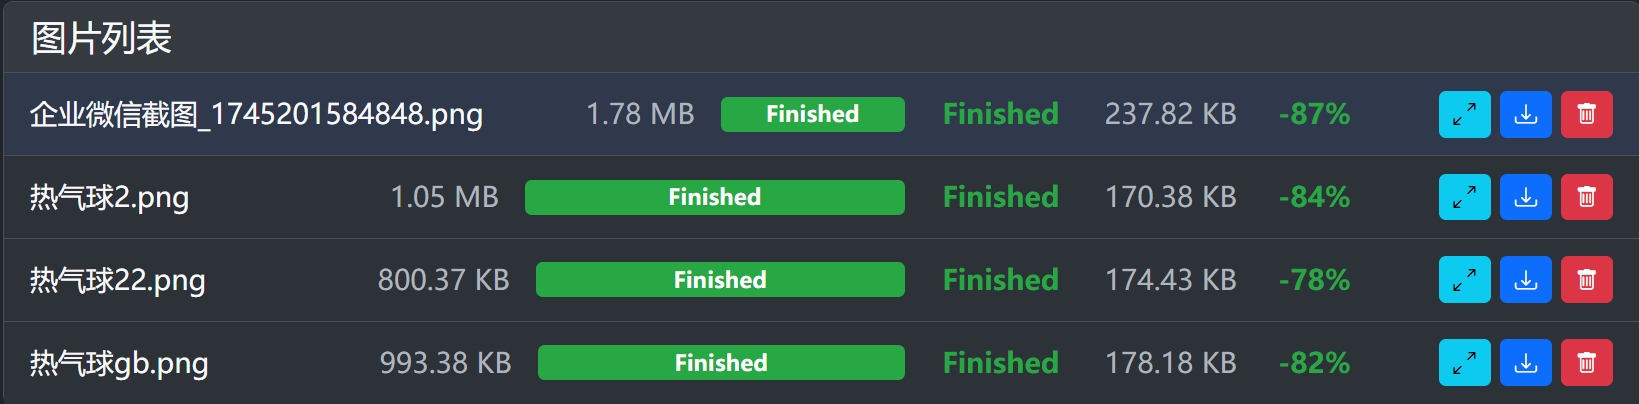 图片列表
企业微信截图_1745201584848.png 1.78 MB Finished Finished 237.82 KB -87%
热气球2.png 1.05 MB Finished Finished 170.38 KB -84%
热气球22.png 800.37 KB Finished Finished 174.43 KB -78%
热气球gb.png 993.38 KB Finished Finished 178.18 KB -82%